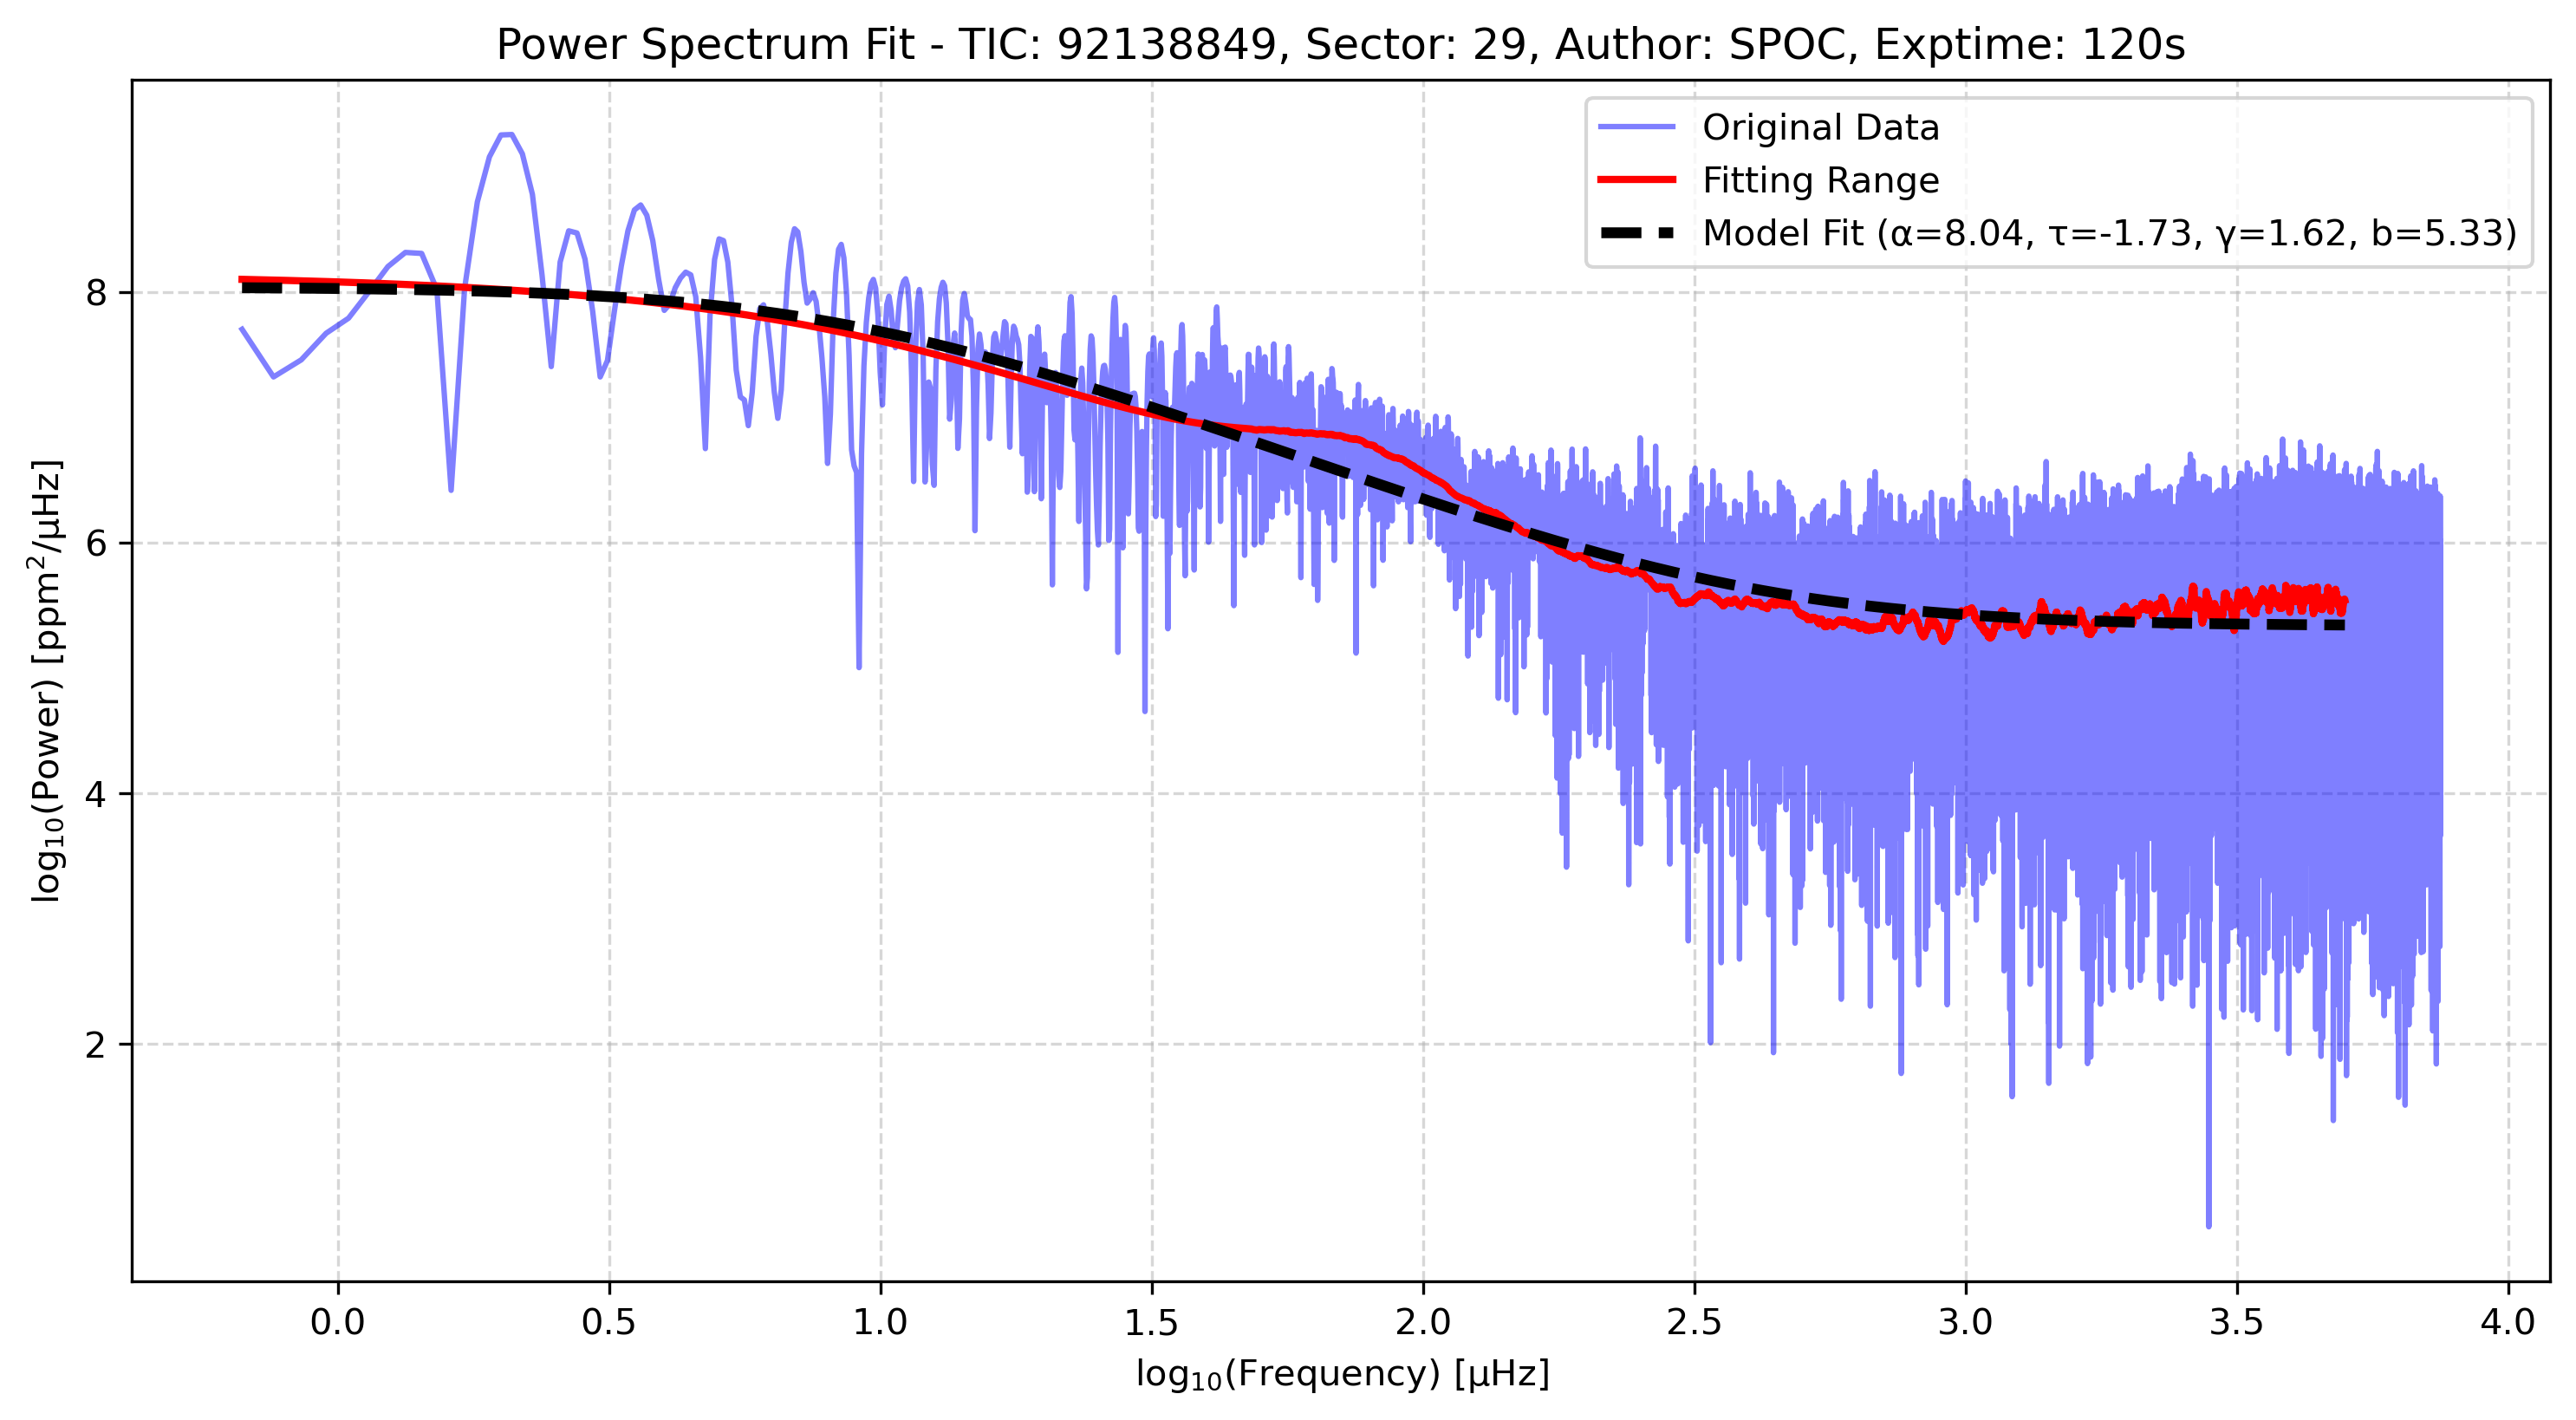 Power Spectrum Fit - TIC: 92138849, Sector: 29, Author: SPOC, Exptime: 120s
Original Data
Fitting Range
Model Fit (α=8.04, τ=-1.73, γ=1.62, b=5.33)
log₁₀(Power) [ppm²/μHz]
8
6
4
2
0.0 0.5 1.0 1.5 2.0 2.5 3.0 3.5 4.0
log₁₀(Frequency) [μHz]